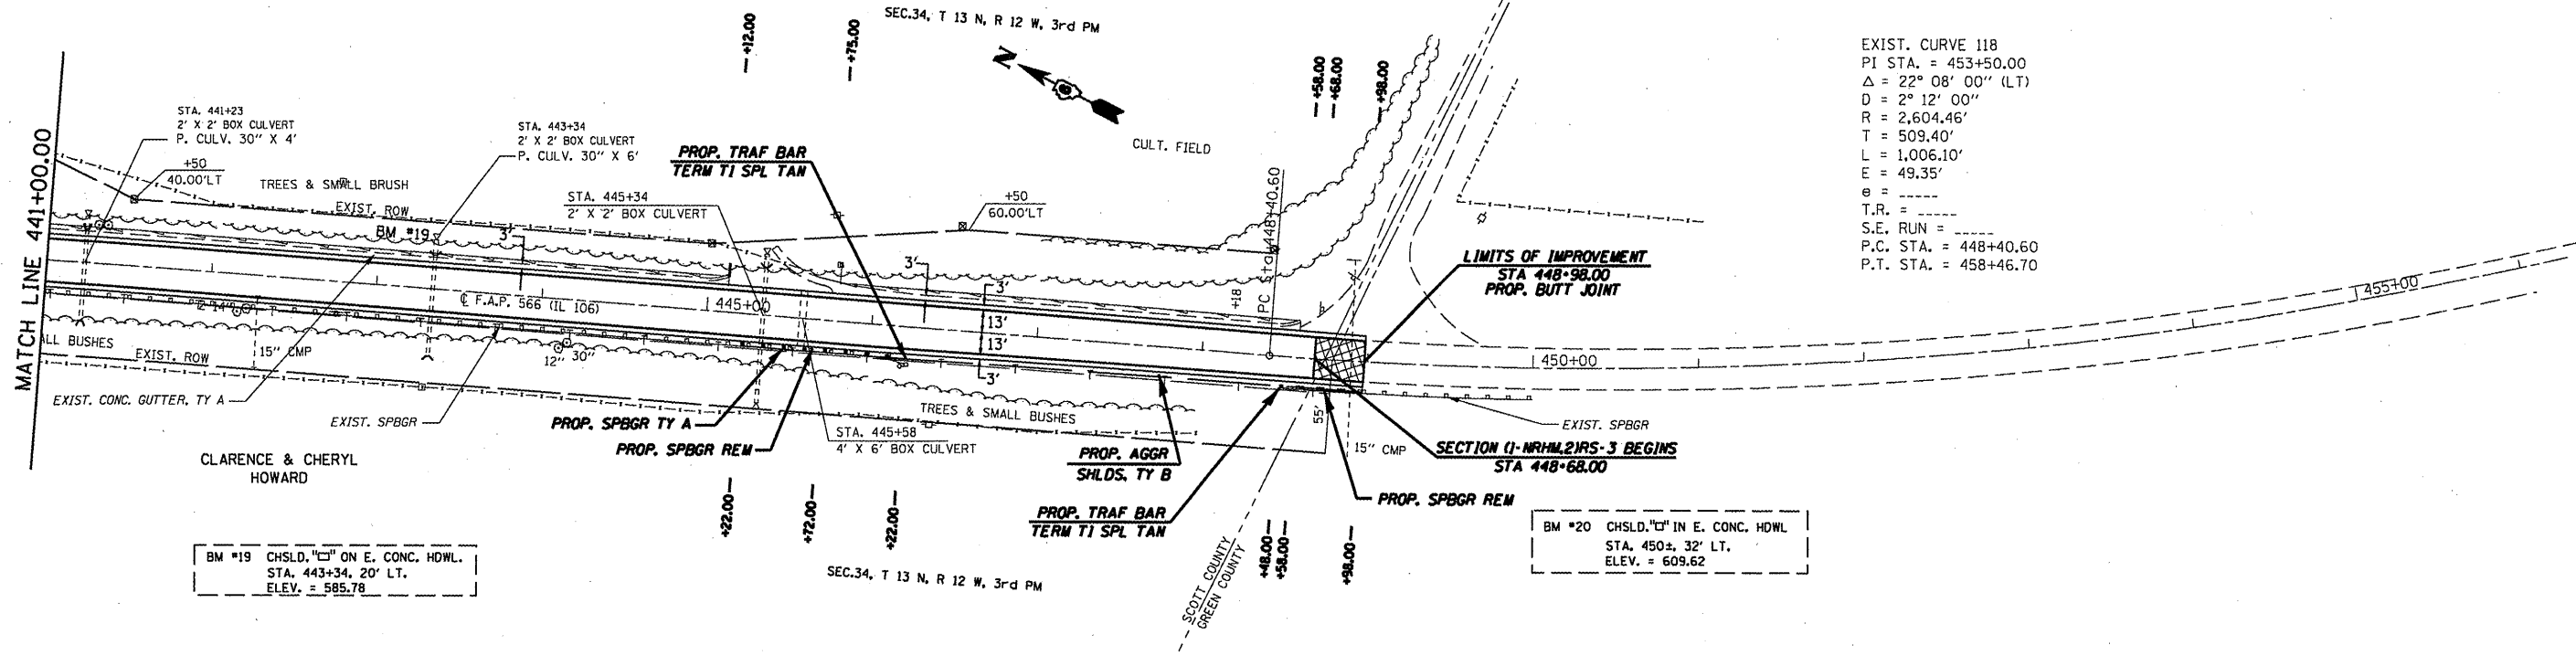 SEC.34, T 13 N, R 12 W, 3rd PM
+12.00
+75.00
+58.00
+68.00
+98.00
N
CULT. FIELD
EXIST. CURVE 118
PI STA. = 453+50.00
Δ = 22° 08' 00" (LT)
D = 2° 12' 00"
R = 2,604.46'
T = 509.40'
L = 1,006.10'
E = 49.35'
e = -----
T.R. = -----
S.E. RUN = -----
P.C. STA. = 448+40.60
P.T. STA. = 458+46.70
MATCH LINE 441+00.00
STA. 441+23
2' X 2' BOX CULVERT
P. CULV. 30" X 4'
+50
40.00'LT
TREES & SMALL BRUSH
EXIST. ROW
BM #19
STA. 443+34
2' X 2' BOX CULVERT
P. CULV. 30" X 6'
PROP. TRAF BAR
TERM T1 SPL TAN
STA. 445+34
2' X 2' BOX CULVERT
+50
60.00'LT
3'
3'
3'
13'
13'
3'
+18
PC Sta 448+40.60
LIMITS OF IMPROVEMENT
STA 448+98.00
PROP. BUTT JOINT
℄ F.A.P. 566 (IL 106)
445+00
450+00
455+00
2-14"
ALL BUSHES
EXIST. ROW
15" CMP
12" 30"
EXIST. CONC. GUTTER, TY A
EXIST. SPBGR
PROP. SPBGR TY A
PROP. SPBGR REM
STA. 445+58
4' X 6' BOX CULVERT
TREES & SMALL BUSHES
PROP. AGGR
SHLDS, TY B
PROP. TRAF BAR
TERM T1 SPL TAN
55'
15" CMP
EXIST. SPBGR
SECTION (1-NRHM,2)RS-3 BEGINS
STA 448+68.00
PROP. SPBGR REM
CLARENCE & CHERYL
HOWARD
+22.00
+72.00
+22.00
+48.00
+58.00
+98.00
SCOTT COUNTY
GREEN COUNTY
BM #19 CHSLD."□" ON E. CONC. HDWL.
STA. 443+34, 20' LT.
ELEV. = 585.78
SEC.34, T 13 N, R 12 W, 3rd PM
BM #20 CHSLD."□" IN E. CONC. HDWL
STA. 450±, 32' LT.
ELEV. = 609.62